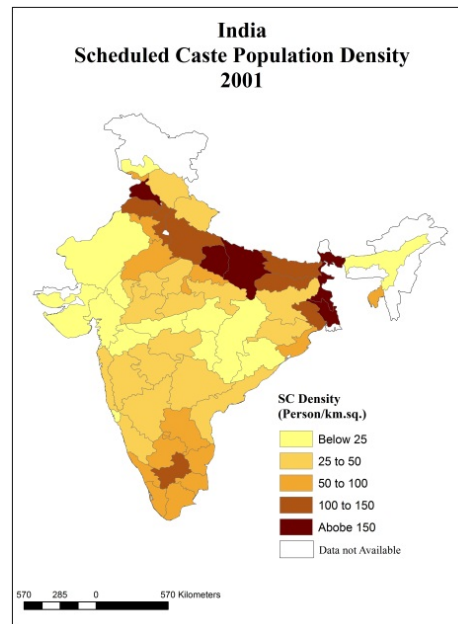 India
Scheduled Caste Population Density
2001
SC Density
(Person/km.sq.)
Below 25
25 to 50
50 to 100
100 to 150
Abobe 150
Data not Available
570 285 0 570 Kilometers